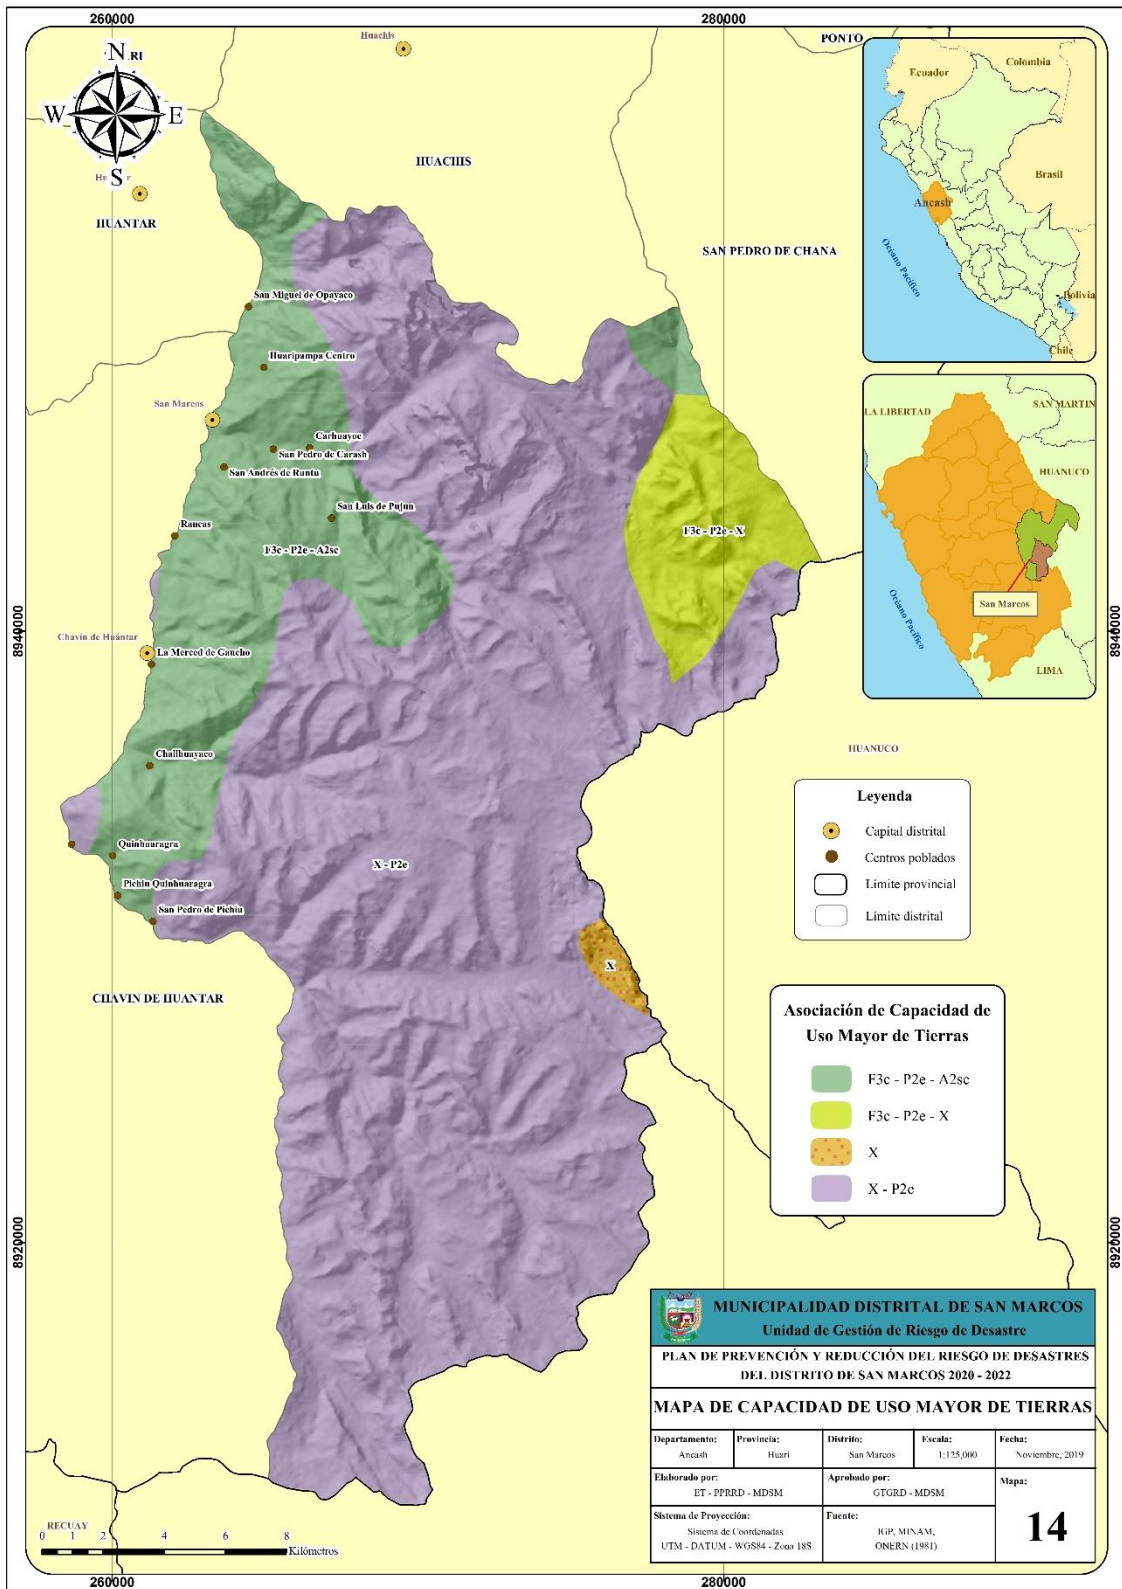 260000
280000
Huachis
PONTO
N
.RI
W
E
S
HUACHIS
HUANTAR
SAN PEDRO DE CHANA
San Miguel de Opayaco
Huaripampa Centro
San Marcos
Carhuayoc
San Pedro de Carash
San Andrés de Runtu
San Luis de Pujun
Rancas
F3c - P2e - A2sc
F3c - P2e - X
8940000
8940000
Chavín de Huántar
La Merced de Gaucho
Challhuayaco
HUANUCO
Quinhuaragra
X - P2e
Pichiu Quinhuaragra
San Pedro de Pichiu
X
CHAVIN DE HUANTAR
8920000
8920000
RECUAY
0 1 2 4 6 8
Kilómetros
260000
280000
Ecuador
Colombia
Brasil
Ancash
Océano Pacífico
Bolivia
Chile
LA LIBERTAD
SAN MARTIN
HUANUCO
Océano Pacífico
San Marcos
LIMA
Leyenda
Capital distrital
Centros poblados
Límite provincial
Límite distrital
Asociación de Capacidad de
Uso Mayor de Tierras
F3c - P2e - A2sc
F3c - P2e - X
X
X - P2e
MUNICIPALIDAD DISTRITAL DE SAN MARCOS
Unidad de Gestión de Riesgo de Desastre
PLAN DE PREVENCIÓN Y REDUCCIÓN DEL RIESGO DE DESASTRES
DEL DISTRITO DE SAN MARCOS 2020 - 2022
MAPA DE CAPACIDAD DE USO MAYOR DE TIERRAS
Departamento: Provincia: Distrito: Escala: Fecha:
Ancash Huari San Marcos 1:125,000 Noviembre, 2019
Elaborado por: Aprobado por: Mapa:
ET - PPRRD - MDSM GTGRD - MDSM
14
Sistema de Proyección: Fuente:
Sistema de Coordenadas IGP, MINAM,
UTM - DATUM - WGS84 - Zona 18S ONERN (1981)